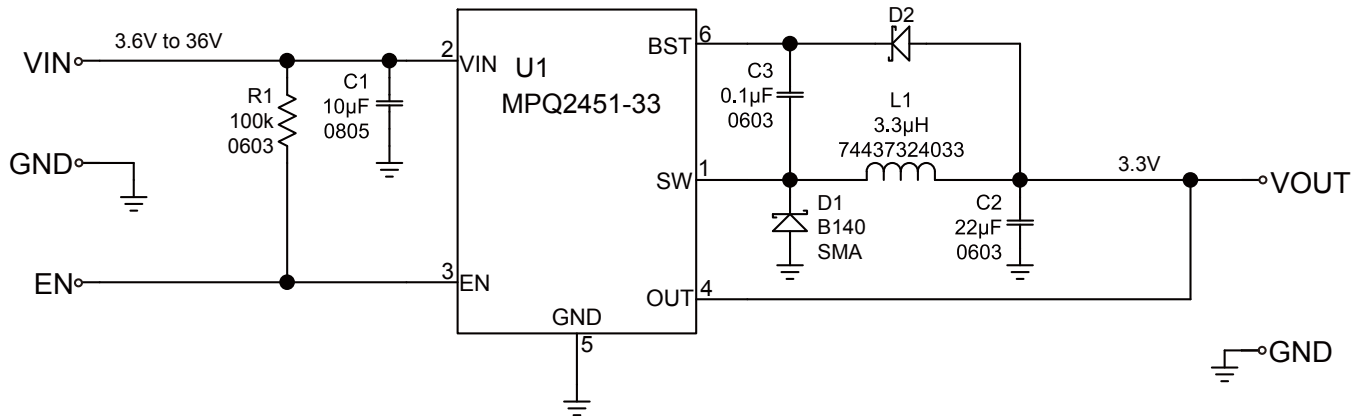 VIN
3.6V to 36V
R1
100k
0603
C1
10µF
0805
GND
EN
2
VIN
U1
MPQ2451-33
BST
6
SW
1
3
EN
OUT
4
GND
5
D2
C3
0.1µF
0603
L1
3.3µH
74437324033
D1
B140
SMA
C2
22µF
0603
3.3V
VOUT
GND